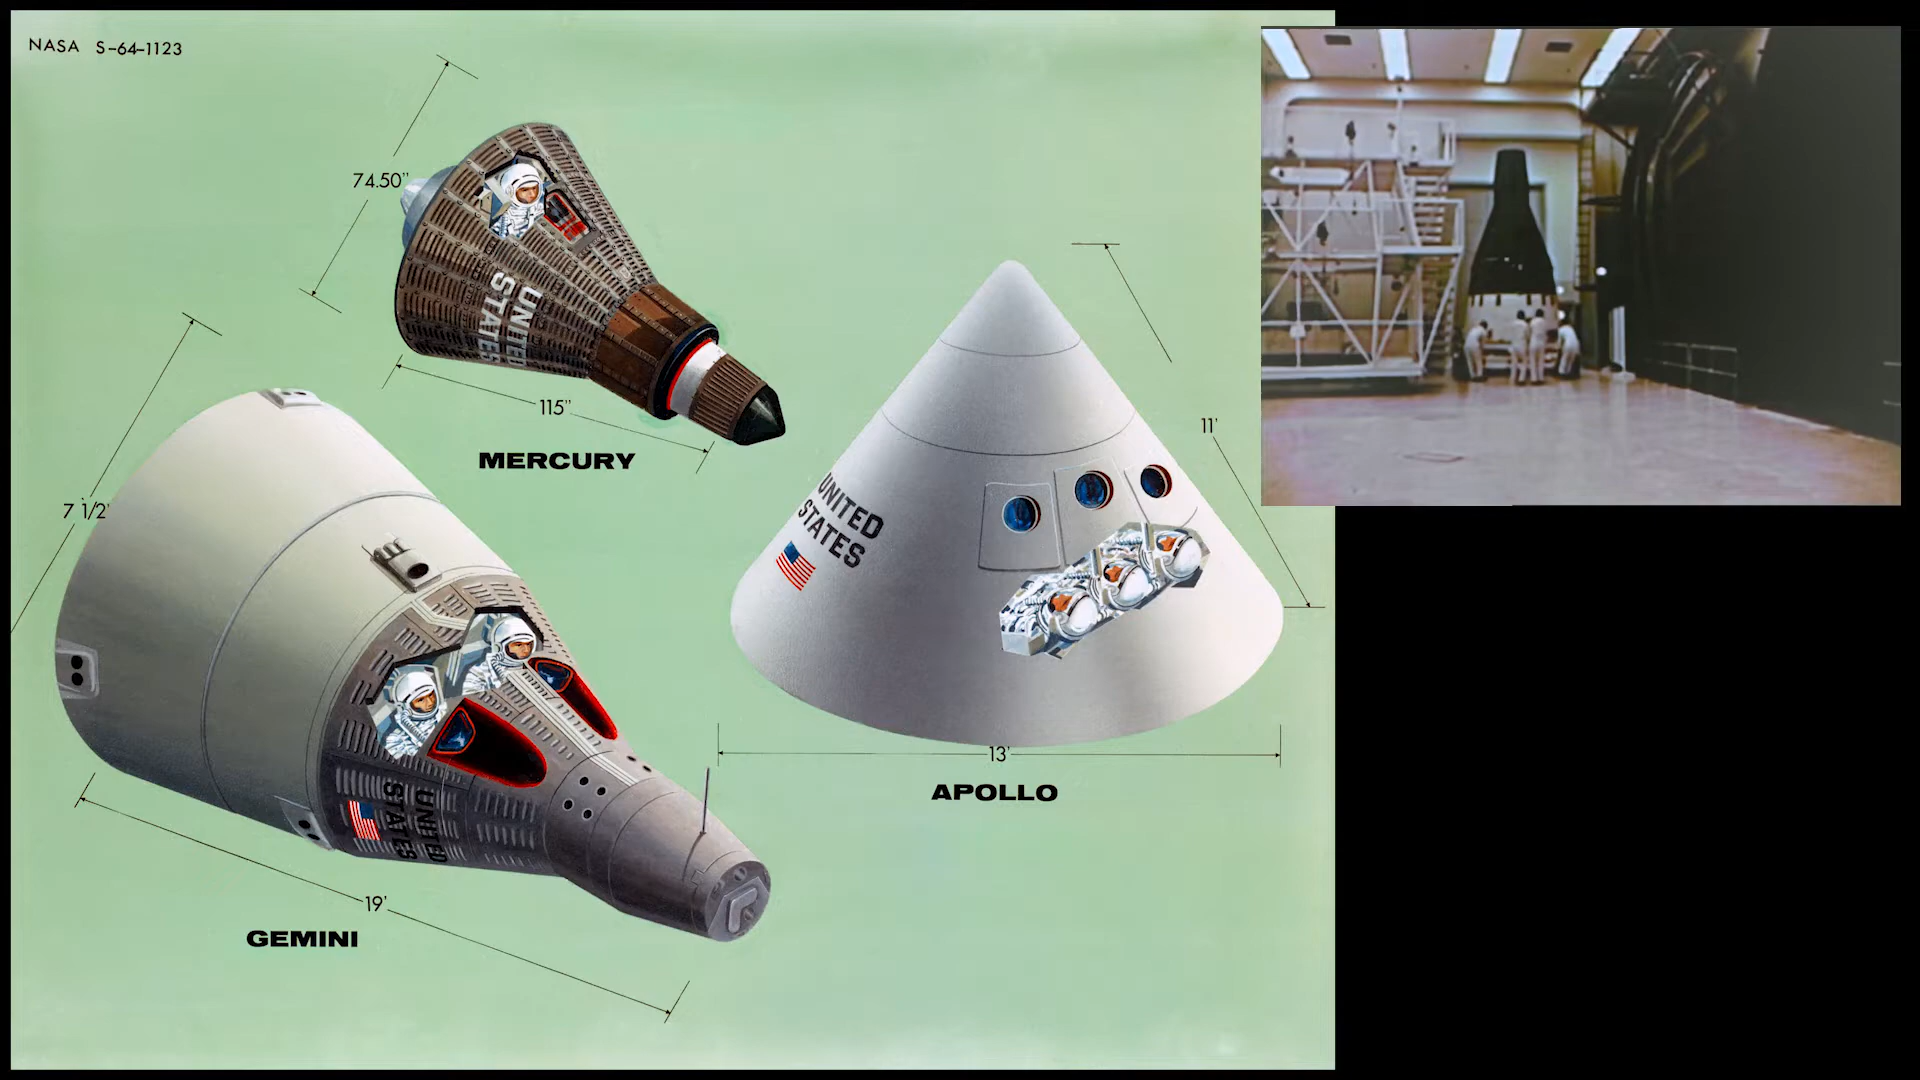 NASA S-64-1123
74.50"
UNITED
STATES
115"
MERCURY
7 1/2'
UNITED
STATES
19'
GEMINI
11'
UNITED
STATES
13'
APOLLO